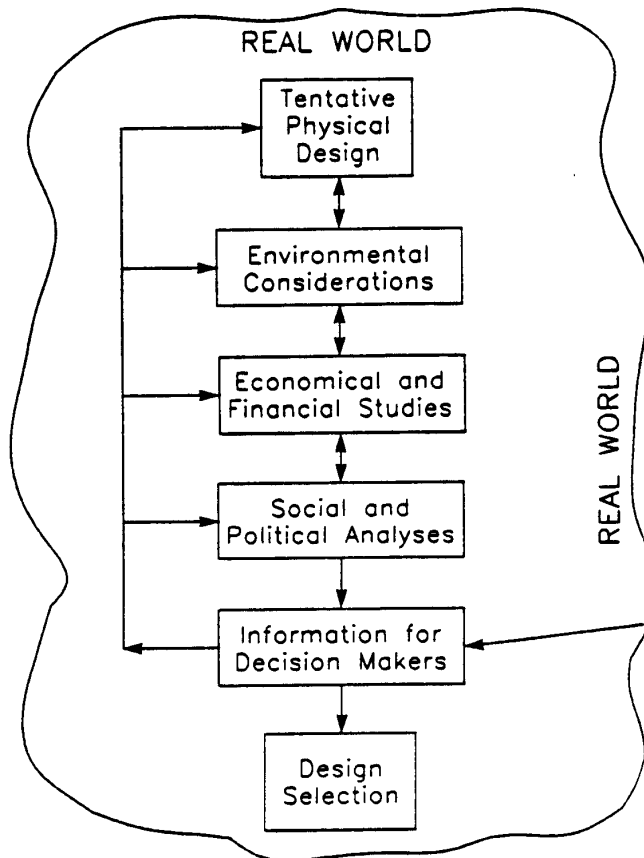 REAL WORLD
Tentative
Physical
Design
Environmental
Considerations
Economical and
Financial Studies
REAL WORLD
Social and
Political Analyses
Information for
Decision Makers
Design
Selection